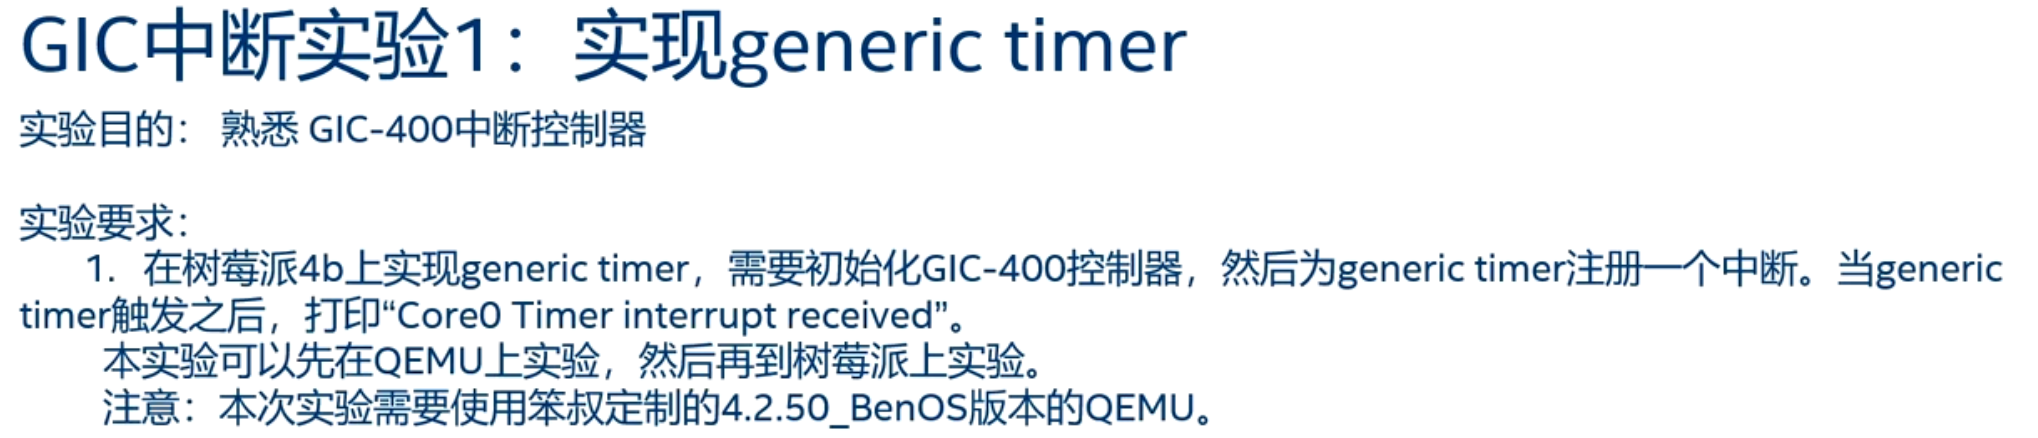 GIC中断实验1：实现generic timer
实验目的： 熟悉 GIC-400中断控制器
实验要求：
1. 在树莓派4b上实现generic timer，需要初始化GIC-400控制器，然后为generic timer注册一个中断。当generic
timer触发之后，打印“Core0 Timer interrupt received”。
本实验可以先在QEMU上实验，然后再到树莓派上实验。
注意：本次实验需要使用笨叔定制的4.2.50_BenOS版本的QEMU。